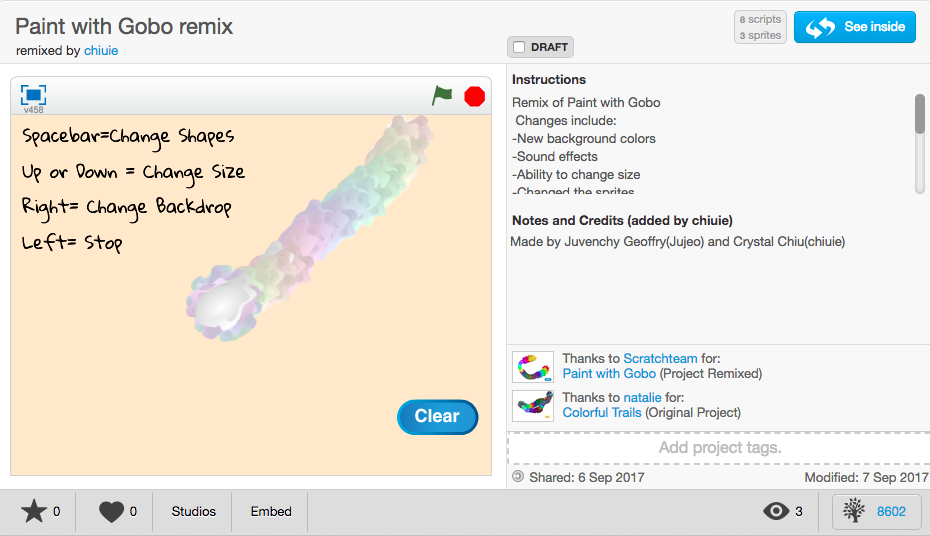 Paint with Gobo remix
remixed by chiuie
8 scripts
3 sprites
See inside
DRAFT
v458
Spacebar=Change Shapes
Up or Down = Change Size
Right= Change Backdrop
Left= Stop
Clear
Instructions
Remix of Paint with Gobo
Changes include:
-New background colors
-Sound effects
-Ability to change size
-Changed the sprites
Notes and Credits (added by chiuie)
Made by Juvenchy Geoffry(Jujeo) and Crystal Chiu(chiuie)
Thanks to Scratchteam for:
Paint with Gobo (Project Remixed)
Thanks to natalie for:
Colorful Trails (Original Project)
Add project tags.
Shared: 6 Sep 2017 Modified: 7 Sep 2017
0 0 Studios Embed 3 8602